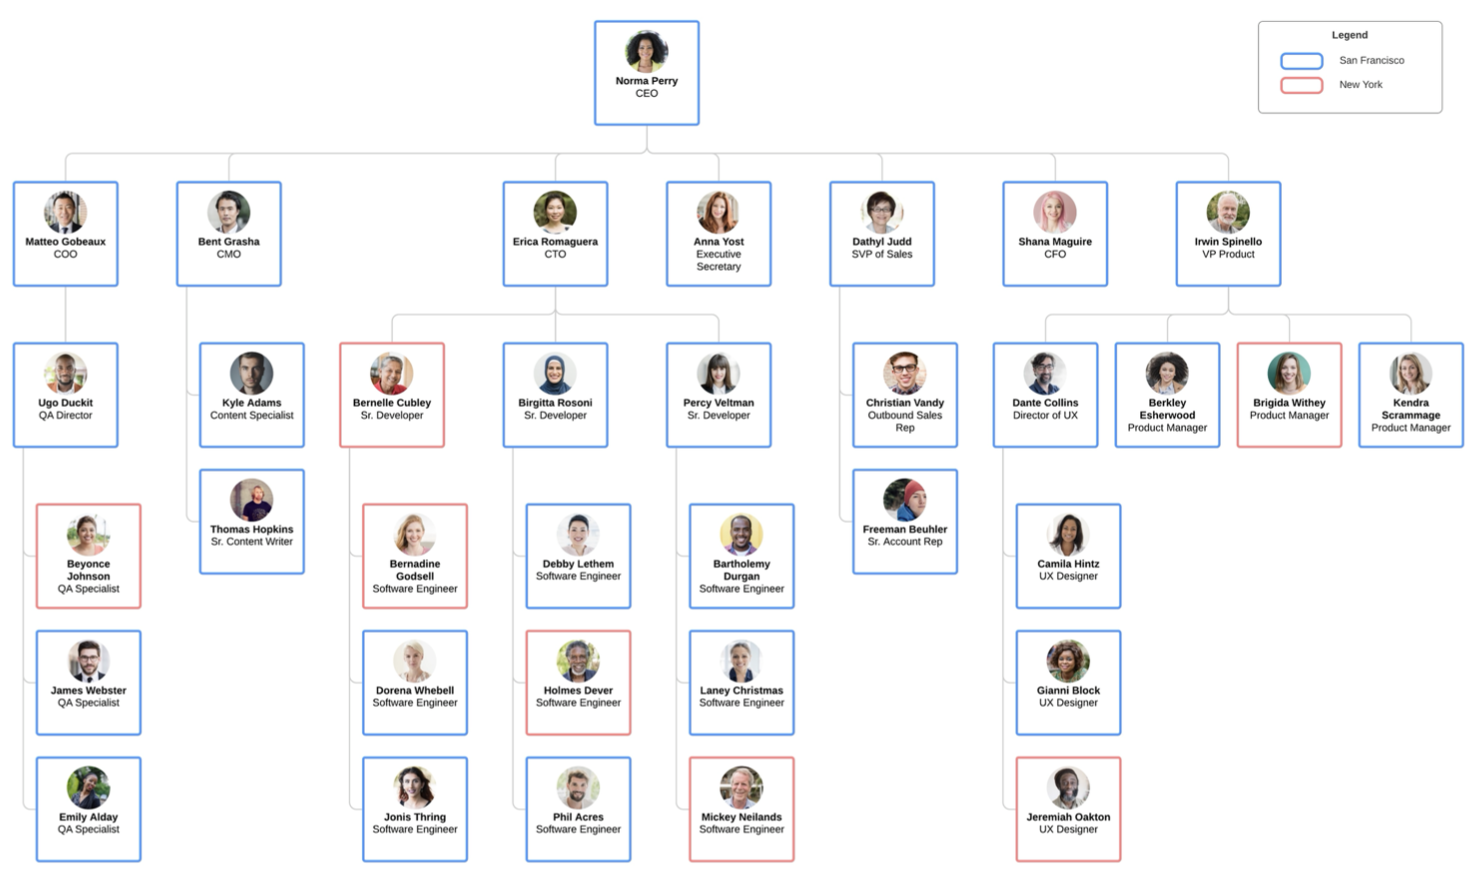 Norma Perry
CEO
Legend
San Francisco
New York
Matteo Gobeaux
COO
Bent Grasha
CMO
Erica Romaguera
CTO
Anna Yost
Executive
Secretary
Dathyl Judd
SVP of Sales
Shana Maguire
CFO
Irwin Spinello
VP Product
Ugo Duckit
QA Director
Kyle Adams
Content Specialist
Bernelle Cubley
Sr. Developer
Birgitta Rosoni
Sr. Developer
Percy Veltman
Sr. Developer
Christian Vandy
Outbound Sales
Rep
Dante Collins
Director of UX
Berkley
Esherwood
Product Manager
Brigida Withey
Product Manager
Kendra
Scrammage
Product Manager
Thomas Hopkins
Sr. Content Writer
Freeman Beuhler
Sr. Account Rep
Beyonce
Johnson
QA Specialist
Bernadine
Godsell
Software Engineer
Debby Lethem
Software Engineer
Bartholemy
Durgan
Software Engineer
Camila Hintz
UX Designer
James Webster
QA Specialist
Dorena Whebell
Software Engineer
Holmes Dever
Software Engineer
Laney Christmas
Software Engineer
Gianni Block
UX Designer
Emily Alday
QA Specialist
Jonis Thring
Software Engineer
Phil Acres
Software Engineer
Mickey Neilands
Software Engineer
Jeremiah Oakton
UX Designer